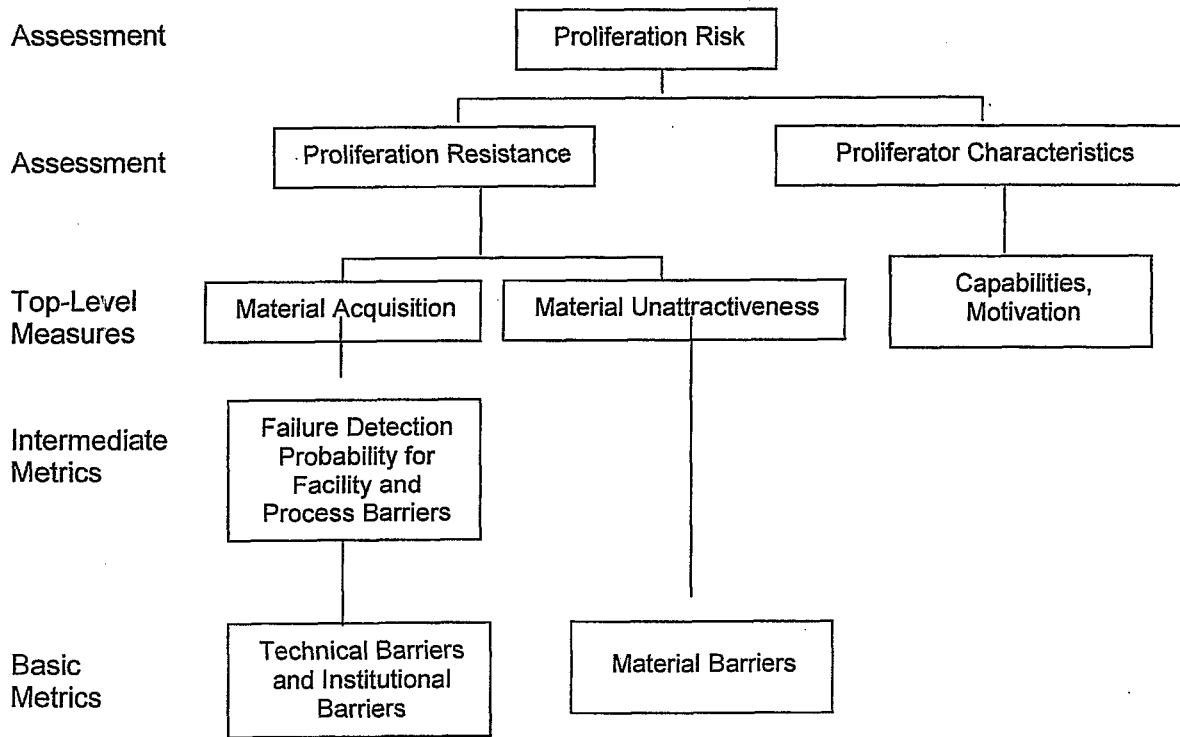 Assessment
Proliferation Risk
Assessment
Proliferation Resistance
Proliferator Characteristics
Top-Level
Measures
Material Acquisition
Material Unattractiveness
Capabilities,
Motivation
Intermediate
Metrics
Failure Detection
Probability for
Facility and
Process Barriers
Basic
Metrics
Technical Barriers
and Institutional
Barriers
Material Barriers